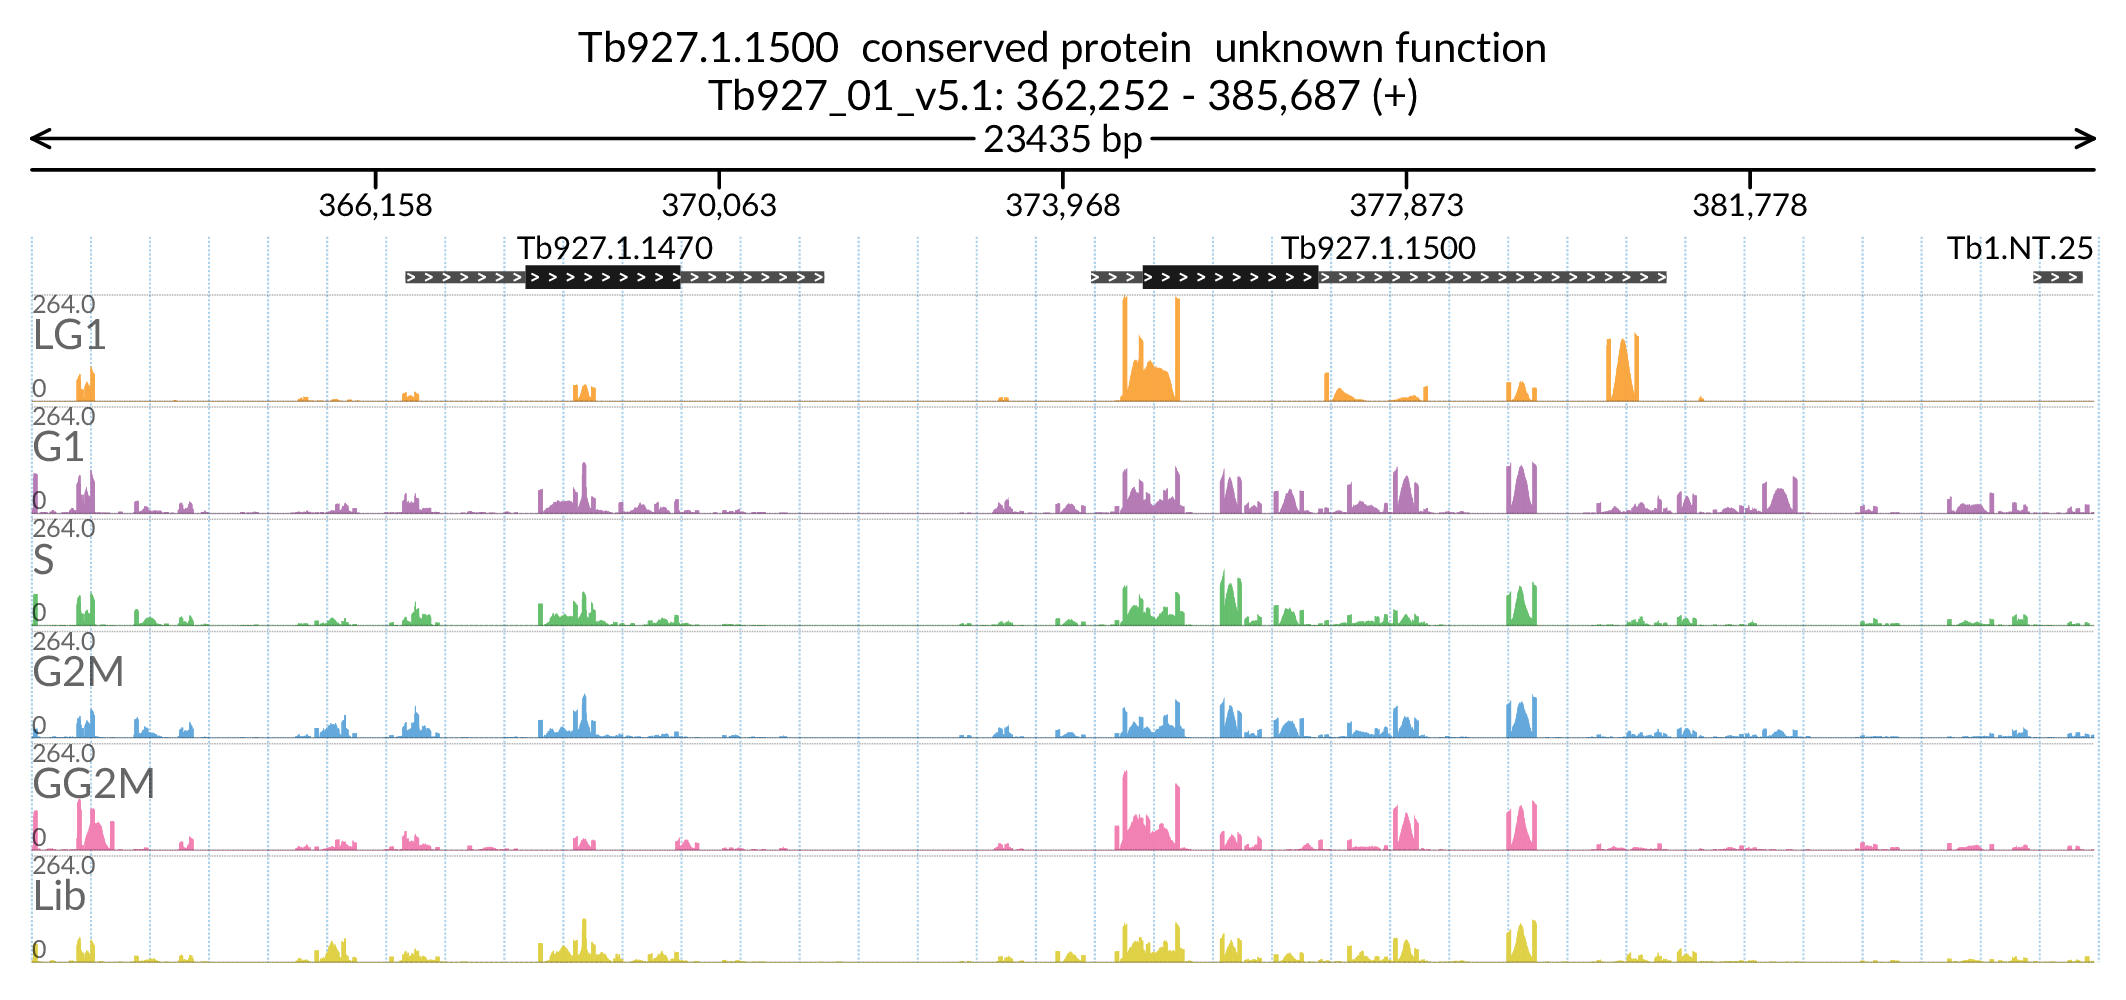 Tb927.1.1500  conserved protein  unknown function
Tb927_01_v5.1: 362,252 - 385,687 (+)
23435 bp
366,158 370,063 373,968 377,873 381,778
Tb927.1.1470 Tb927.1.1500 Tb1.NT.25
264.0
LG1
0
264.0
G1
0
264.0
S
0
264.0
G2M
0
264.0
GG2M
0
264.0
Lib
0